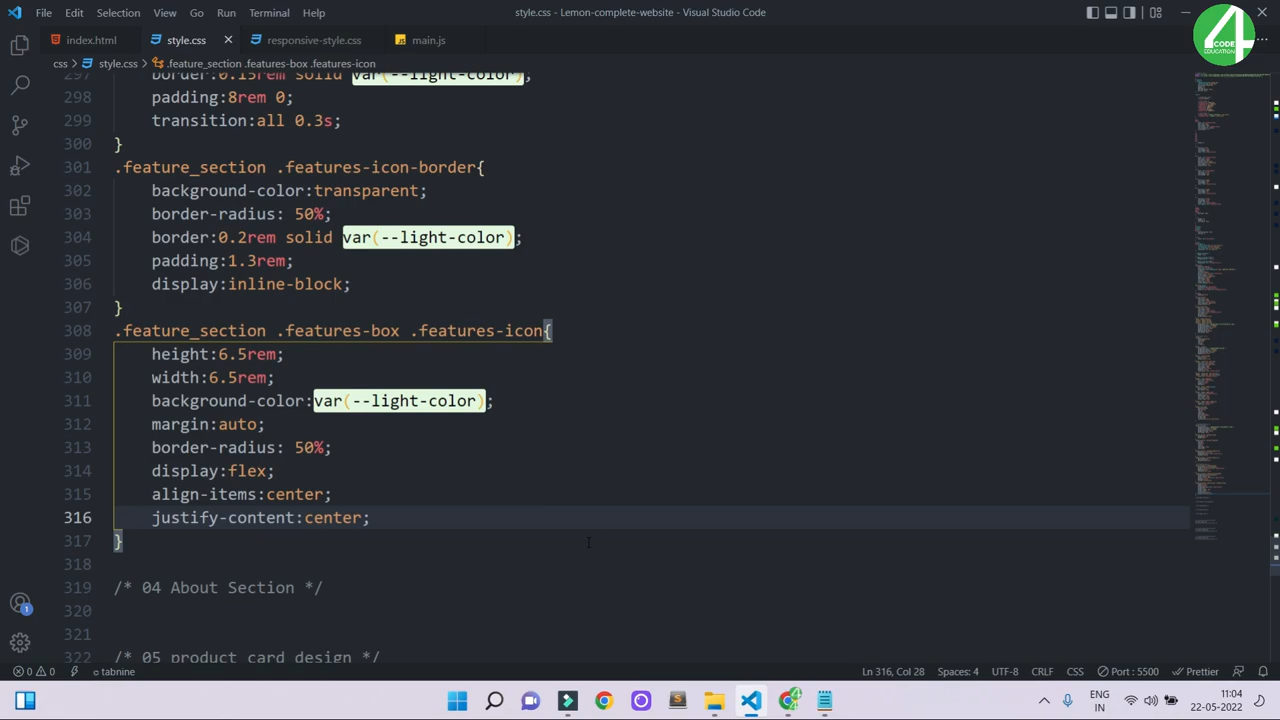 File Edit Selection View Go Run Terminal Help
style.css - Lemon-complete-website - Visual Studio Code
4
CODE
EDUCATION
index.html style.css responsive-style.css main.js
css > style.css > .feature_section .features-box .features-icon
297 border:0.15rem solid var(--light-color);
298 padding:8rem 0;
299 transition:all 0.3s;
300 }
301 .feature_section .features-icon-border{
302 background-color:transparent;
303 border-radius: 50%;
304 border:0.2rem solid var(--light-color);
305 padding:1.3rem;
306 display:inline-block;
307 }
308 .feature_section .features-box .features-icon{
309 height:6.5rem;
310 width:6.5rem;
311 background-color:var(--light-color);
312 margin:auto;
313 border-radius: 50%;
314 display:flex;
315 align-items:center;
316 justify-content:center;
317 }
318
319 /* 04 About Section */
320
321
322 /* 05 product card design */
1
0 0 tabnine Ln 316, Col 28 Spaces: 4 UTF-8 CRLF CSS Port : 5500 Prettier
ENG
IN
11:04
22-05-2022